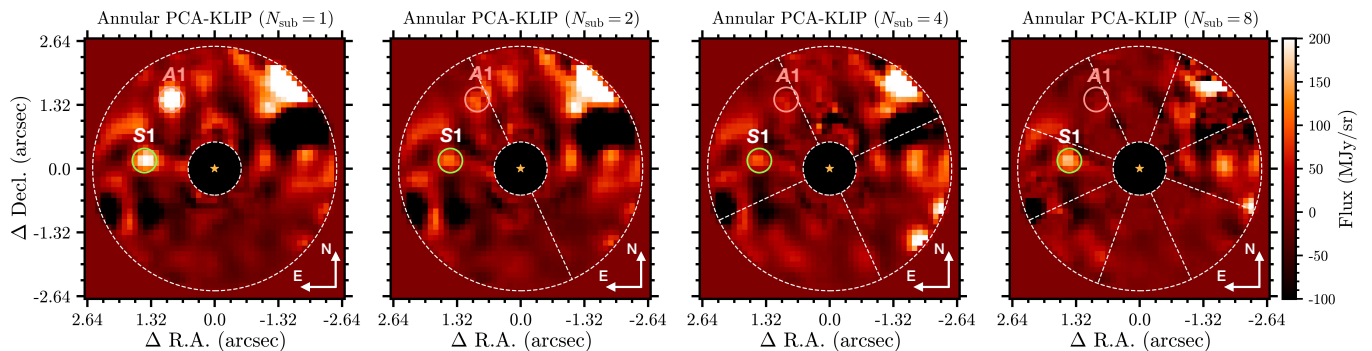 Annular PCA-KLIP (N_sub = 1)
Annular PCA-KLIP (N_sub = 2)
Annular PCA-KLIP (N_sub = 4)
Annular PCA-KLIP (N_sub = 8)
Δ Decl. (arcsec)
2.64
1.32
0.0
-1.32
-2.64
A1
S1
N
E
2.64 1.32 0.0 -1.32 -2.64
Δ R.A. (arcsec)
A1
S1
N
E
2.64 1.32 0.0 -1.32 -2.64
Δ R.A. (arcsec)
A1
S1
N
E
2.64 1.32 0.0 -1.32 -2.64
Δ R.A. (arcsec)
A1
S1
N
E
2.64 1.32 0.0 -1.32 -2.64
Δ R.A. (arcsec)
200
150
100
50
0
-50
-100
Flux (MJy/sr)